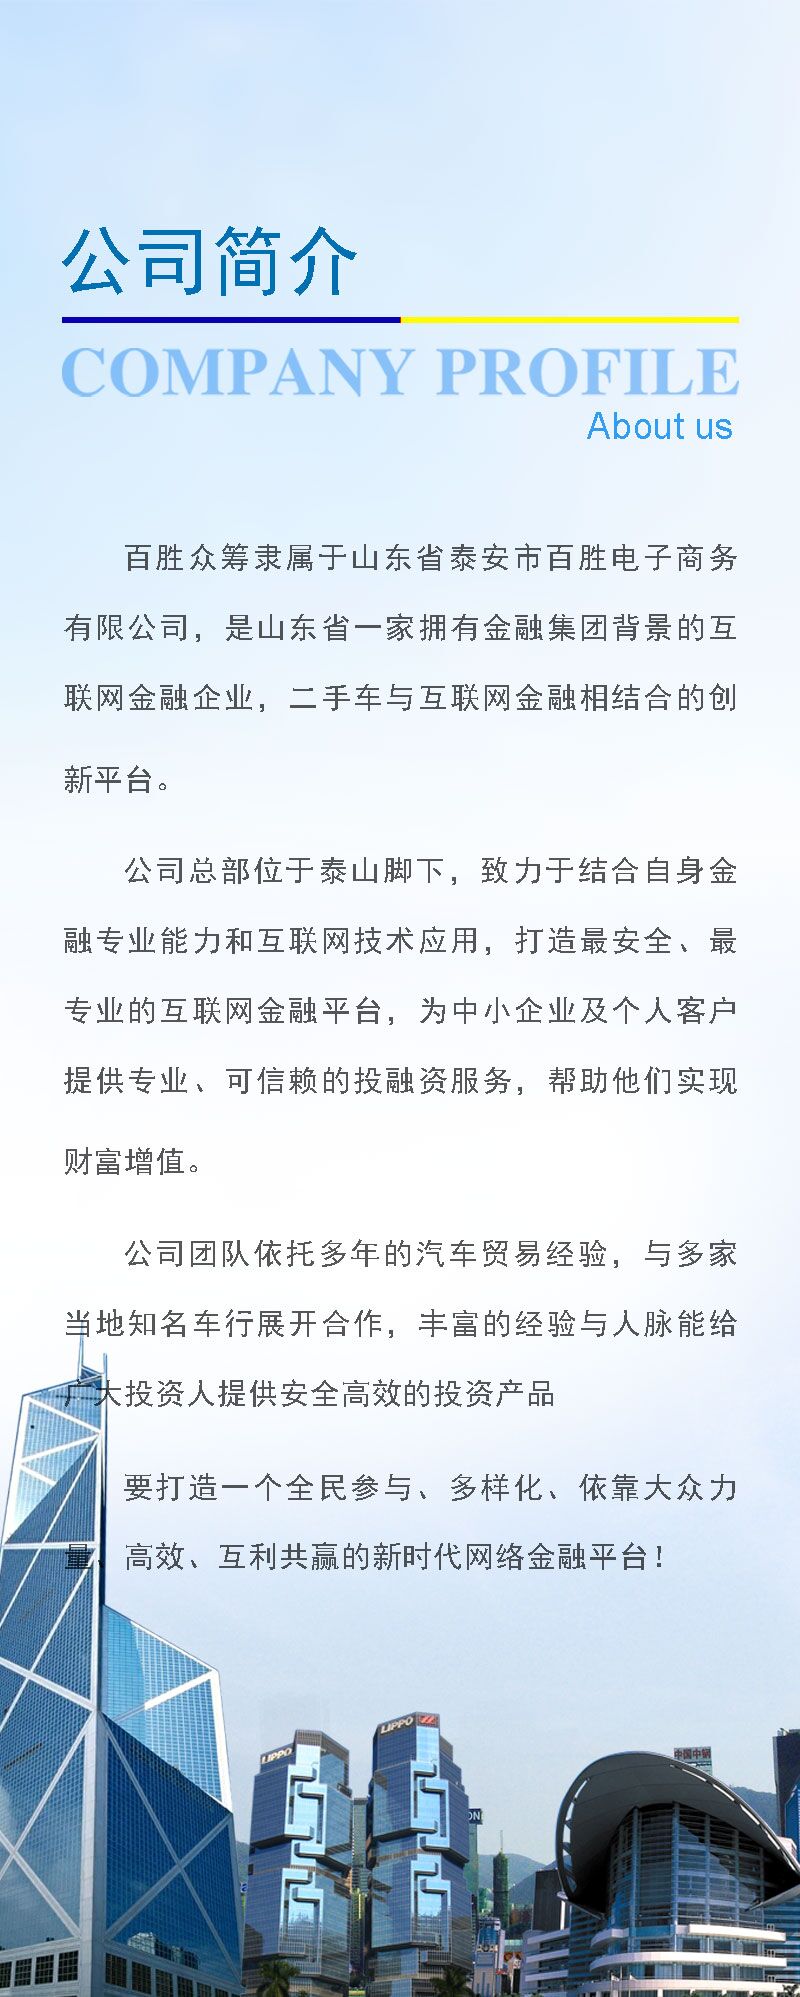 公司简介
COMPANY PROFILE
About us
百胜众筹隶属于山东省泰安市百胜电子商务
有限公司，是山东省一家拥有金融集团背景的互
联网金融企业，二手车与互联网金融相结合的创
新平台。
公司总部位于泰山脚下，致力于结合自身金
融专业能力和互联网技术应用，打造最安全、最
专业的互联网金融平台，为中小企业及个人客户
提供专业、可信赖的投融资服务，帮助他们实现
财富增值。
公司团队依托多年的汽车贸易经验，与多家
当地知名车行展开合作，丰富的经验与人脉能给
广大投资人提供安全高效的投资产品
要打造一个全民参与、多样化、依靠大众力
量、高效、互利共赢的新时代网络金融平台！
LIPPO
LIPPO